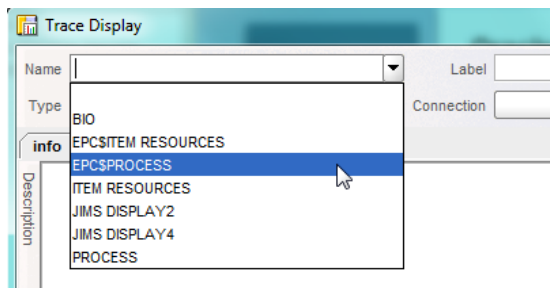 Trace Display
Name Label
Type Connection
BIO
info EPC$ITEM RESOURCES
EPC$PROCESS
ITEM RESOURCES
JIMS DISPLAY2
JIMS DISPLAY4
PROCESS
Description